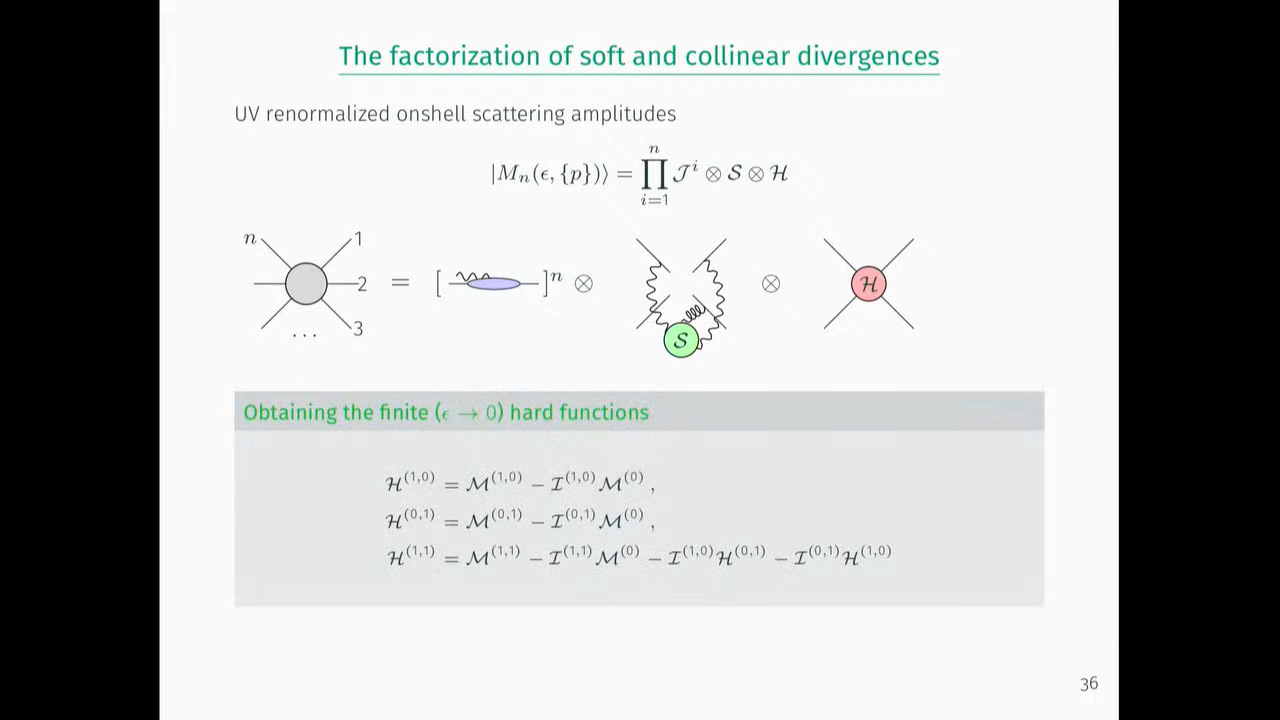 The factorization of soft and collinear divergences
UV renormalized onshell scattering amplitudes
|M_n(ϵ, {p})⟩ = ∏_{i=1}^{n} 𝒥^i ⊗ 𝒮 ⊗ ℋ
n 1 2 3 ... = [ ]^n ⊗ 𝒮 ⊗ ℋ
Obtaining the finite (ϵ → 0) hard functions
ℋ^{(1,0)} = ℳ^{(1,0)} − ℐ^{(1,0)}ℳ^{(0)} ,
ℋ^{(0,1)} = ℳ^{(0,1)} − ℐ^{(0,1)}ℳ^{(0)} ,
ℋ^{(1,1)} = ℳ^{(1,1)} − ℐ^{(1,1)}ℳ^{(0)} − ℐ^{(1,0)}ℋ^{(0,1)} − ℐ^{(0,1)}ℋ^{(1,0)}
36